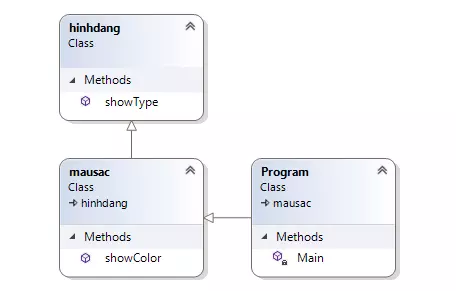 hinhdang
Class
Methods
showType
mausac
Class
hinhdang
Methods
showColor
Program
Class
mausac
Methods
Main